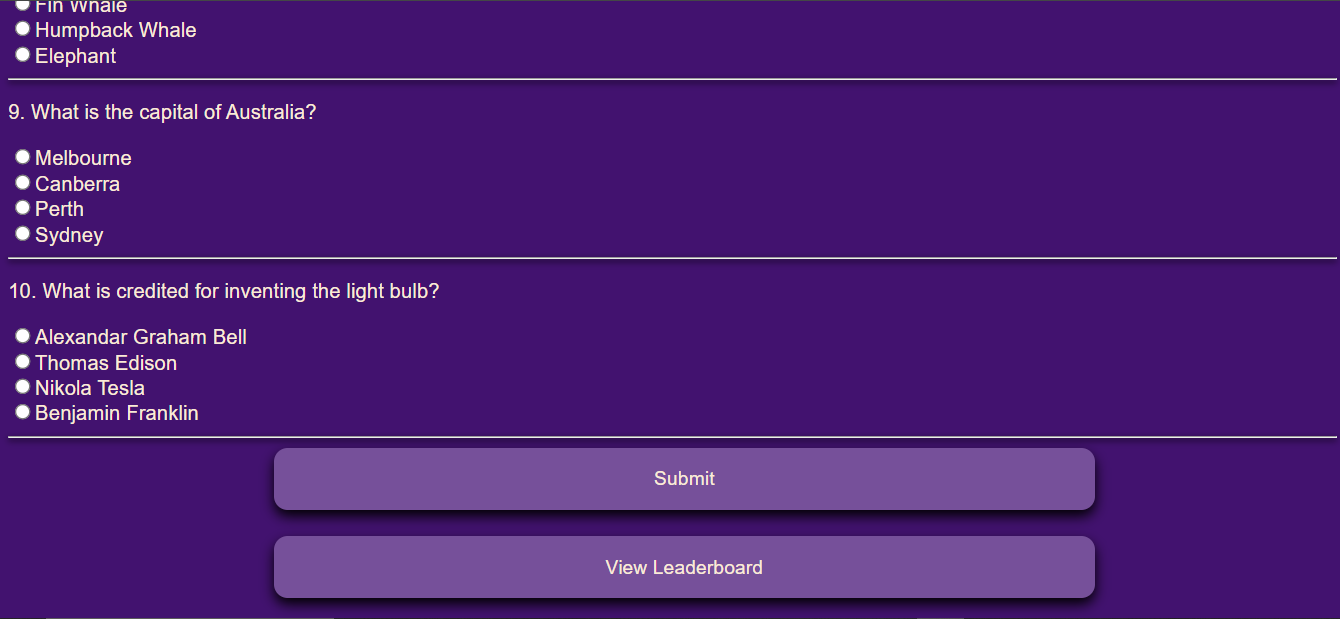 Fin Whale
Humpback Whale
Elephant
9. What is the capital of Australia?
Melbourne
Canberra
Perth
Sydney
10. What is credited for inventing the light bulb?
Alexandar Graham Bell
Thomas Edison
Nikola Tesla
Benjamin Franklin
Submit
View Leaderboard